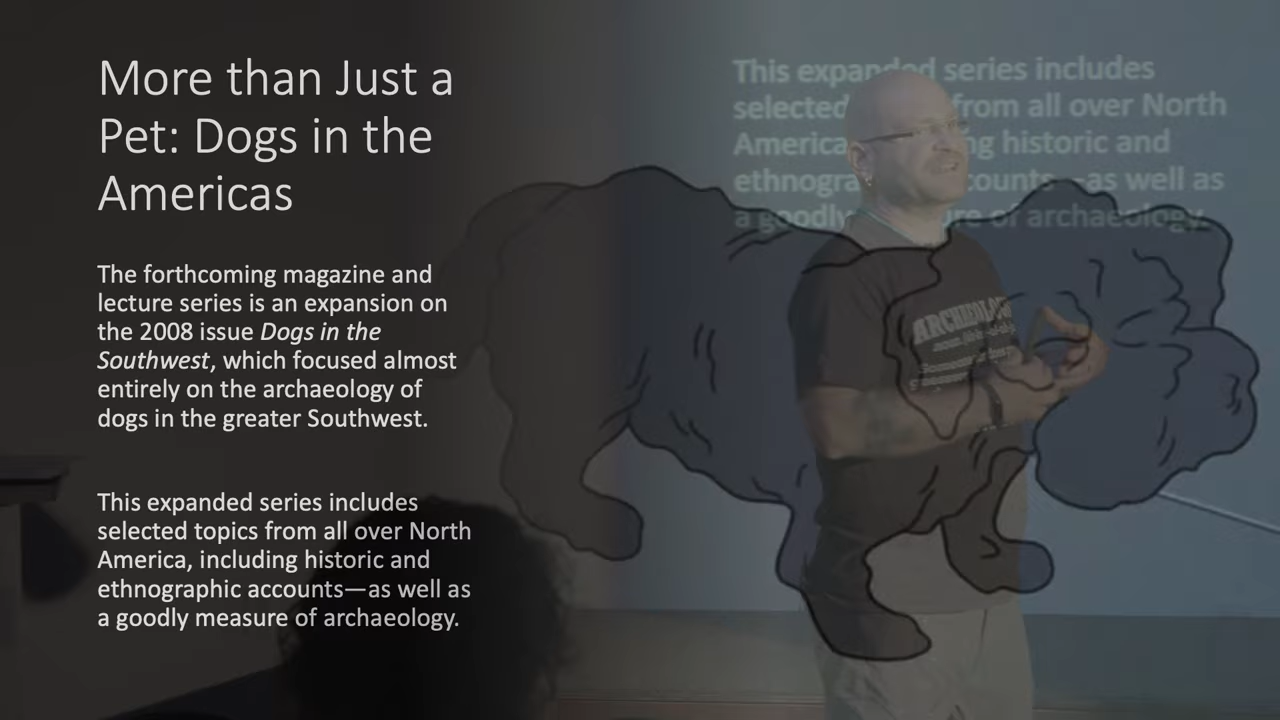 More than Just a
Pet: Dogs in the
Americas
The forthcoming magazine and
lecture series is an expansion on
the 2008 issue Dogs in the
Southwest, which focused almost
entirely on the archaeology of
dogs in the greater Southwest.
This expanded series includes
selected topics from all over North
America, including historic and
ethnographic accounts—as well as
a goodly measure of archaeology.
This expanded series includes
selected from all over North
America historic and
as well as
a goodly of archaeology.
ARCHAEOLOGY